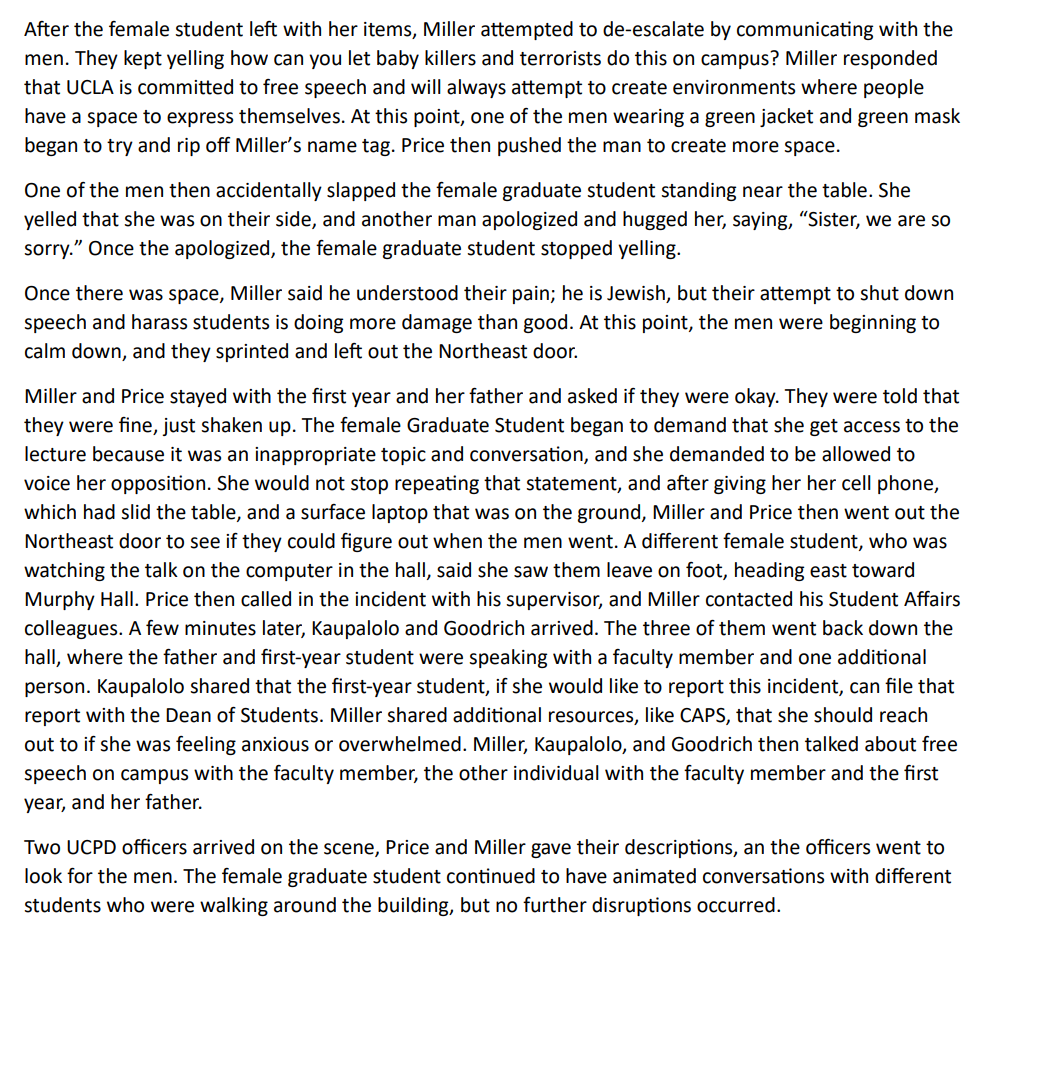 After the female student left with her items, Miller attempted to de-escalate by communicating with the
men. They kept yelling how can you let baby killers and terrorists do this on campus? Miller responded
that UCLA is committed to free speech and will always attempt to create environments where people
have a space to express themselves. At this point, one of the men wearing a green jacket and green mask
began to try and rip off Miller’s name tag. Price then pushed the man to create more space.
One of the men then accidentally slapped the female graduate student standing near the table. She
yelled that she was on their side, and another man apologized and hugged her, saying, “Sister, we are so
sorry.” Once the apologized, the female graduate student stopped yelling.
Once there was space, Miller said he understood their pain; he is Jewish, but their attempt to shut down
speech and harass students is doing more damage than good. At this point, the men were beginning to
calm down, and they sprinted and left out the Northeast door.
Miller and Price stayed with the first year and her father and asked if they were okay. They were told that
they were fine, just shaken up. The female Graduate Student began to demand that she get access to the
lecture because it was an inappropriate topic and conversation, and she demanded to be allowed to
voice her opposition. She would not stop repeating that statement, and after giving her her cell phone,
which had slid the table, and a surface laptop that was on the ground, Miller and Price then went out the
Northeast door to see if they could figure out when the men went. A different female student, who was
watching the talk on the computer in the hall, said she saw them leave on foot, heading east toward
Murphy Hall. Price then called in the incident with his supervisor, and Miller contacted his Student Affairs
colleagues. A few minutes later, Kaupalolo and Goodrich arrived. The three of them went back down the
hall, where the father and first-year student were speaking with a faculty member and one additional
person. Kaupalolo shared that the first-year student, if she would like to report this incident, can file that
report with the Dean of Students. Miller shared additional resources, like CAPS, that she should reach
out to if she was feeling anxious or overwhelmed. Miller, Kaupalolo, and Goodrich then talked about free
speech on campus with the faculty member, the other individual with the faculty member and the first
year, and her father.
Two UCPD officers arrived on the scene, Price and Miller gave their descriptions, an the officers went to
look for the men. The female graduate student continued to have animated conversations with different
students who were walking around the building, but no further disruptions occurred.